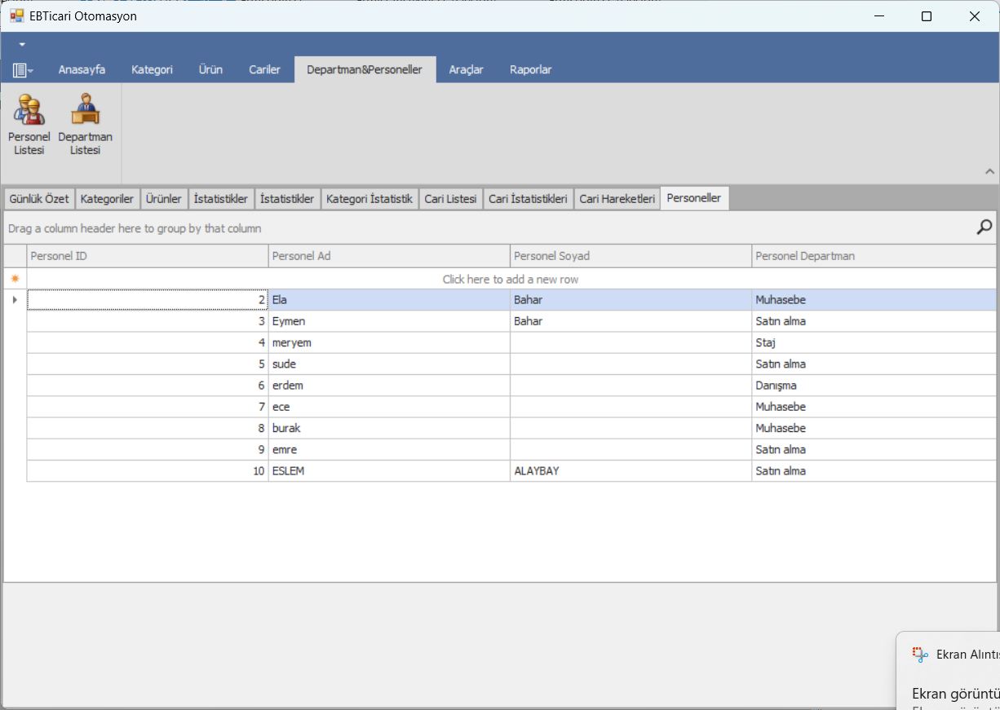 EBTicari Otomasyon
Anasayfa Kategori Ürün Cariler Departman&Personeller Araçlar Raporlar
Personel Listesi
Departman Listesi
Günlük Özet Kategoriler Ürünler İstatistikler İstatistikler Kategori İstatistik Cari Listesi Cari İstatistikleri Cari Hareketleri Personeller
Drag a column header here to group by that column
Personel ID Personel Ad Personel Soyad Personel Departman
Click here to add a new row
2 Ela Bahar Muhasebe
3 Eymen Bahar Satın alma
4 meryem Staj
5 sude Satın alma
6 erdem Danışma
7 ece Muhasebe
8 burak Muhasebe
9 emre Satın alma
10 ESLEM ALAYBAY Satın alma
Ekran
Ekran